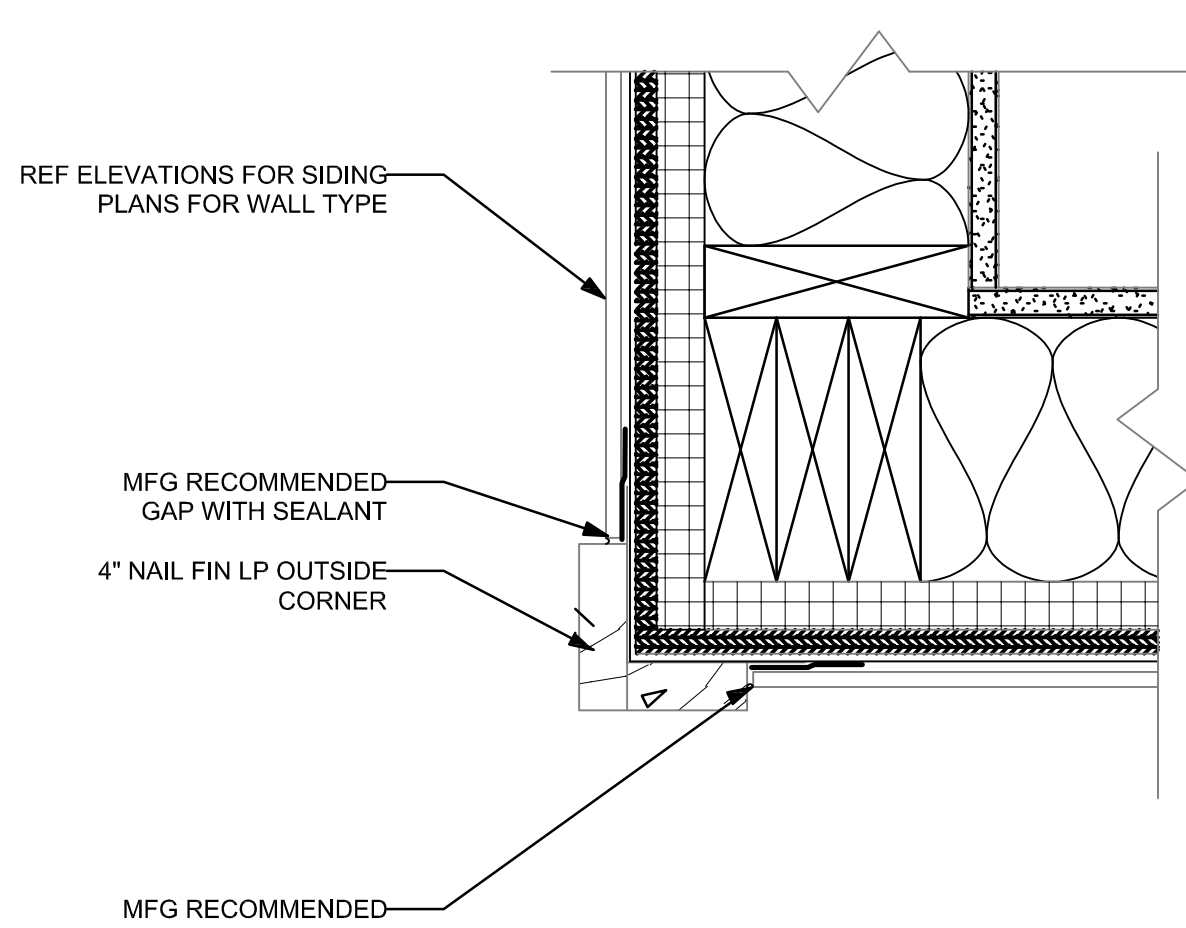 REF ELEVATIONS FOR SIDING
PLANS FOR WALL TYPE
MFG RECOMMENDED
GAP WITH SEALANT
4" NAIL FIN LP OUTSIDE
CORNER
MFG RECOMMENDED